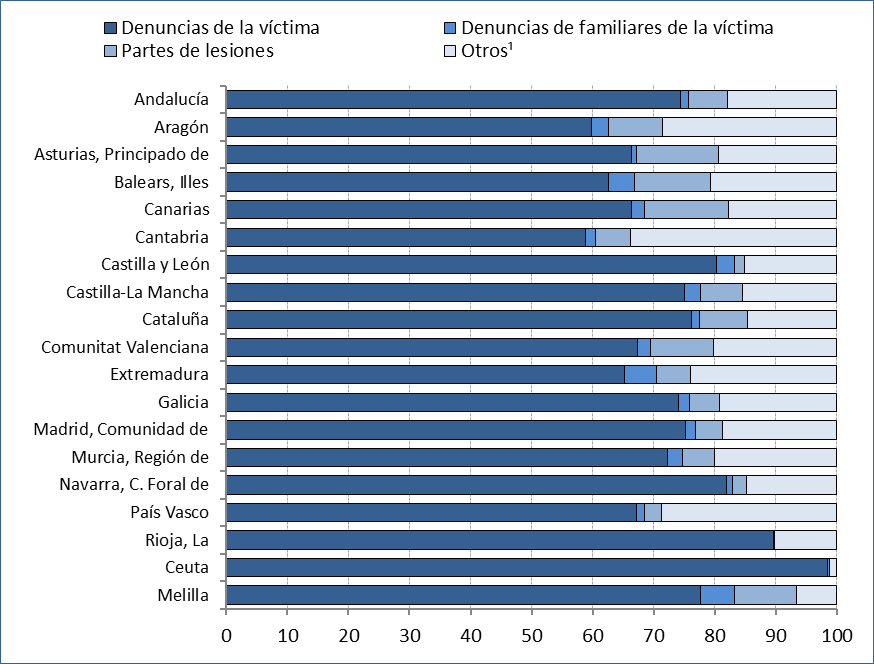 Denuncias de la víctima Denuncias de familiares de la víctima
Partes de lesiones Otros¹
Andalucía
Aragón
Asturias, Principado de
Balears, Illes
Canarias
Cantabria
Castilla y León
Castilla-La Mancha
Cataluña
Comunitat Valenciana
Extremadura
Galicia
Madrid, Comunidad de
Murcia, Región de
Navarra, C. Foral de
País Vasco
Rioja, La
Ceuta
Melilla
0 10 20 30 40 50 60 70 80 90 100